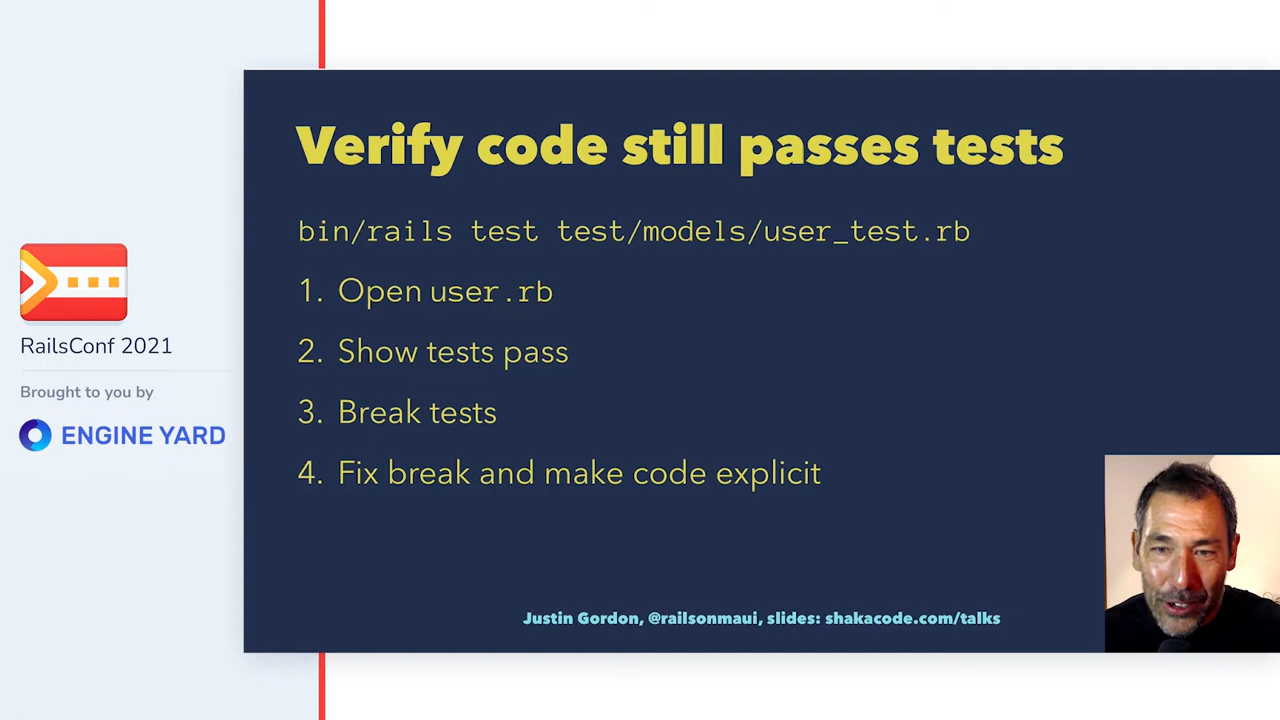 Verify code still passes tests
bin/rails test test/models/user_test.rb
1. Open user.rb
2. Show tests pass
3. Break tests
4. Fix break and make code explicit
Justin Gordon, @railsonmaui, slides: shakacode.com/talks
RailsConf 2021
Brought to you by
ENGINE YARD